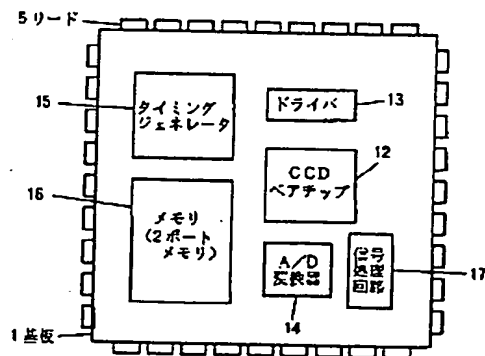 5 リード
15
タイミング
ジェネレータ
ドライバ
13
12
CCD
ベアチップ
16
メモリ
(2ポート
メモリ)
A/D
変換器
14
信号
処理
回路
17
1 基板